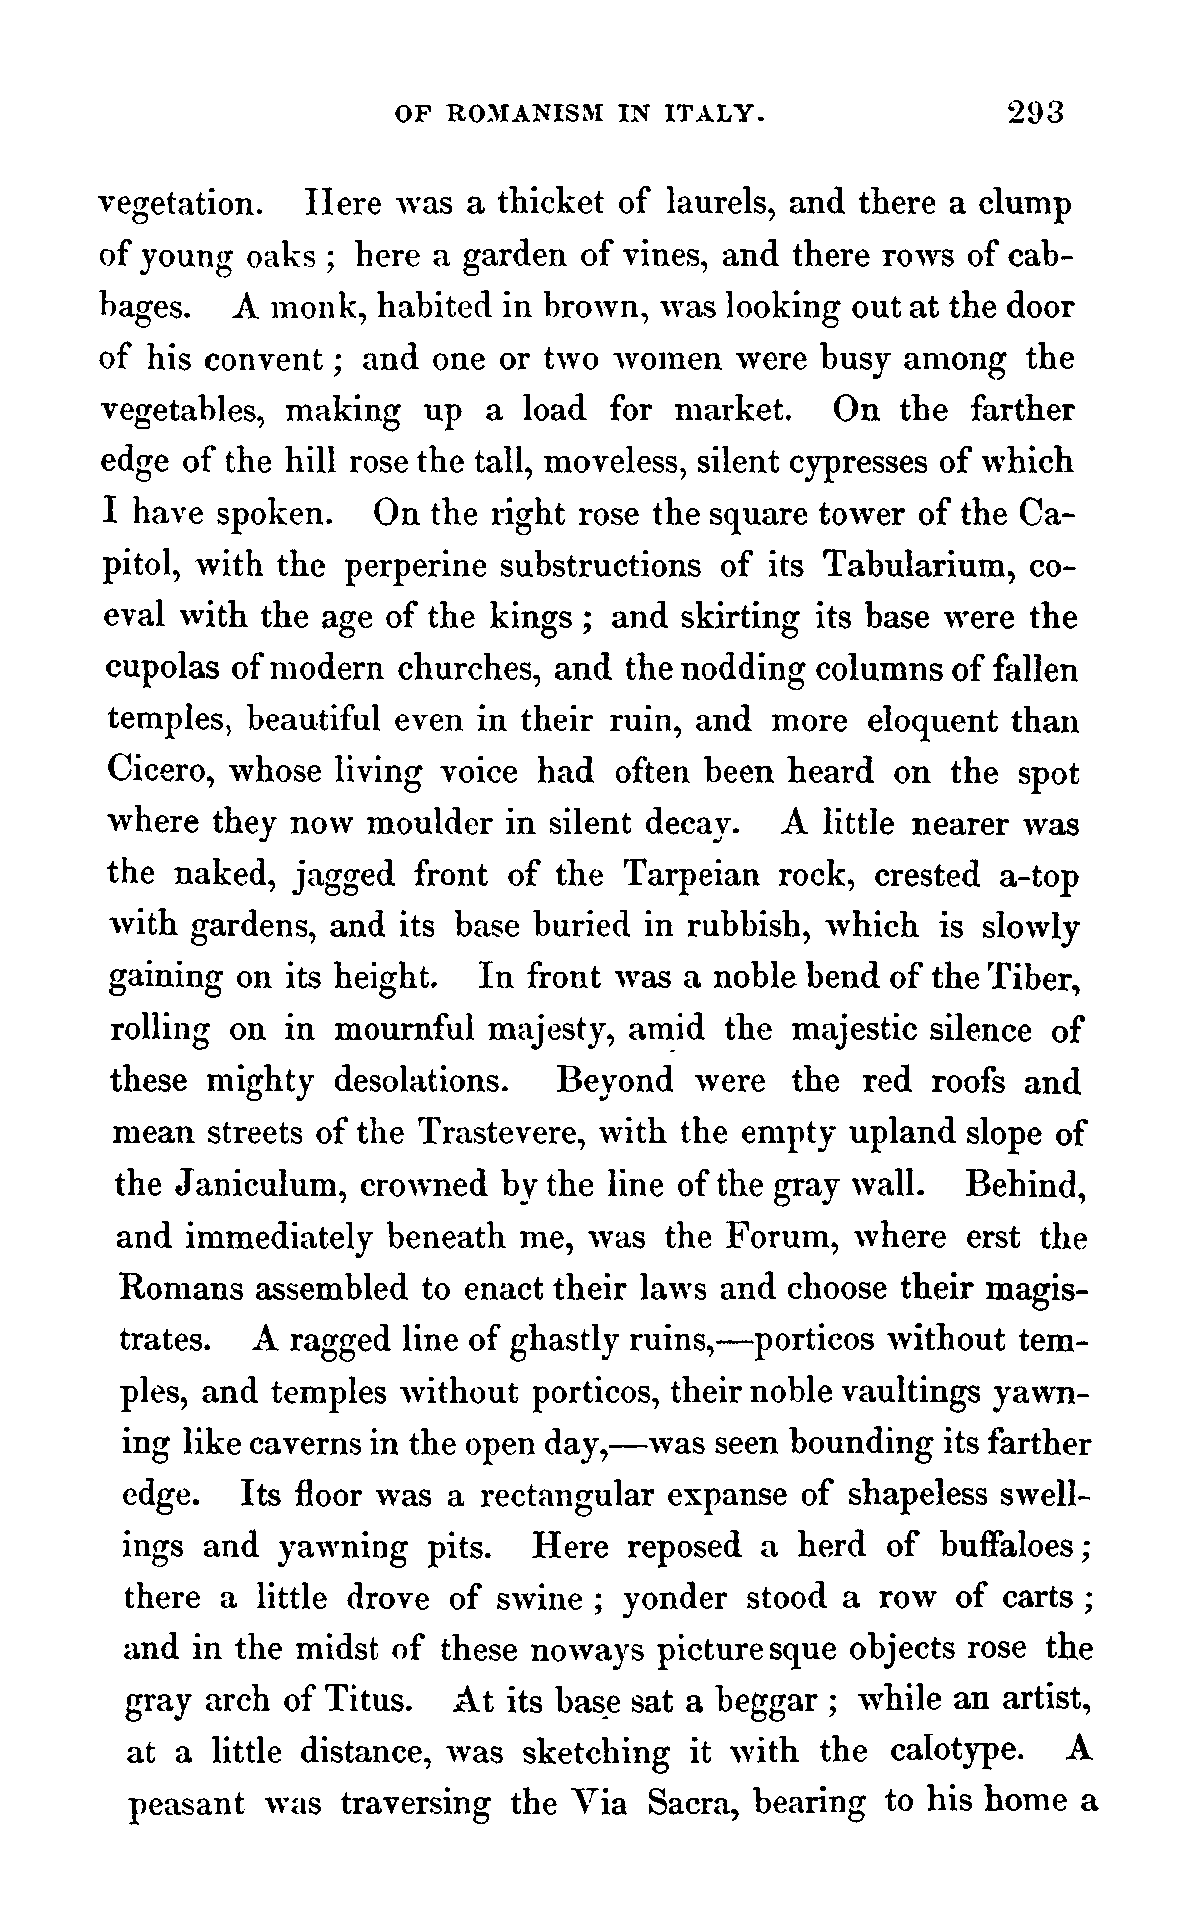 OF ROMANISM IN ITALY. 293
vegetation. Here was a thicket of laurels, and there a clump
of young oaks ; here a garden of vines, and there rows of cab-
bages. A monk, habited in brown, was looking out at the door
of his convent ; and one or two women were busy among the
vegetables, making up a load for market. On the farther
edge of the hill rose the tall, moveless, silent cypresses of which
I have spoken. On the right rose the square tower of the Ca-
pitol, with the perperine substructions of its Tabularium, co-
eval with the age of the kings ; and skirting its base were the
cupolas of modern churches, and the nodding columns of fallen
temples, beautiful even in their ruin, and more eloquent than
Cicero, whose living voice had often been heard on the spot
where they now moulder in silent decay. A little nearer was
the naked, jagged front of the Tarpeian rock, crested a-top
with gardens, and its base buried in rubbish, which is slowly
gaining on its height. In front was a noble bend of the Tiber,
rolling on in mournful majesty, amid the majestic silence of
these mighty desolations. Beyond were the red roofs and
mean streets of the Trastevere, with the empty upland slope of
the Janiculum, crowned by the line of the gray wall. Behind,
and immediately beneath me, was the Forum, where erst the
Romans assembled to enact their laws and choose their magis-
trates. A ragged line of ghastly ruins,—porticos without tem-
ples, and temples without porticos, their noble vaultings yawn-
ing like caverns in the open day,—was seen bounding its farther
edge. Its floor was a rectangular expanse of shapeless swell-
ings and yawning pits. Here reposed a herd of buffaloes ;
there a little drove of swine ; yonder stood a row of carts ;
and in the midst of these noways picturesque objects rose the
gray arch of Titus. At its base sat a beggar ; while an artist,
at a little distance, was sketching it with the calotype. A
peasant was traversing the Via Sacra, bearing to his home a